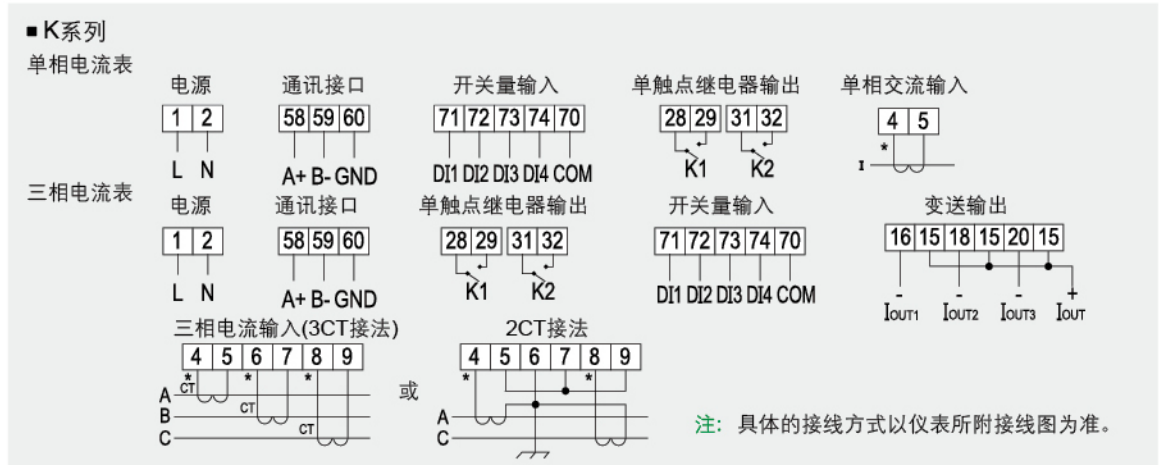 ■ K系列
单相电流表
电源 通讯接口 开关量输入 单触点继电器输出 单相交流输入
1 2 58 59 60 71 72 73 74 70 28 29 31 32 4 5
*
I
L N A+ B- GND DI1 DI2 DI3 DI4 COM K1 K2
三相电流表
电源 通讯接口 单触点继电器输出 开关量输入 变送输出
1 2 58 59 60 28 29 31 32 71 72 73 74 70 16 15 18 15 20 15
- - - +
L N A+ B- GND K1 K2 DI1 DI2 DI3 DI4 COM IOUT1 IOUT2 IOUT3 IOUT
三相电流输入(3CT接法) 2CT接法
4 5 6 7 8 9 4 5 6 7 8 9
* * * * *
A CT
B CT
C CT
或
A
C
注: 具体的接线方式以仪表所附接线图为准。